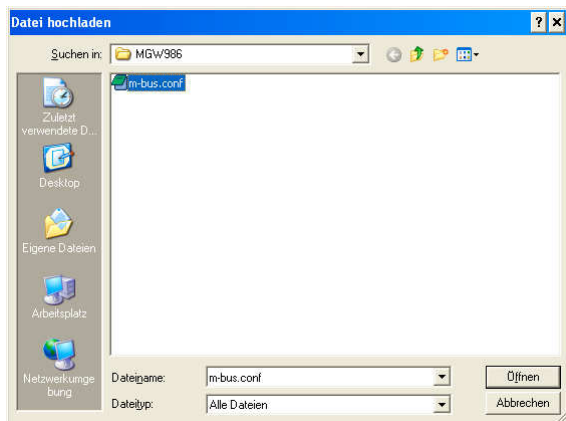 Datei hochladen
Suchen in:
MGW986
m-bus.conf
Zuletzt
verwendete D...
Desktop
Eigene Dateien
Arbeitsplatz
Netzwerkumge
bung
Dateiname:
m-bus.conf
Öffnen
Dateityp:
Alle Dateien
Abbrechen